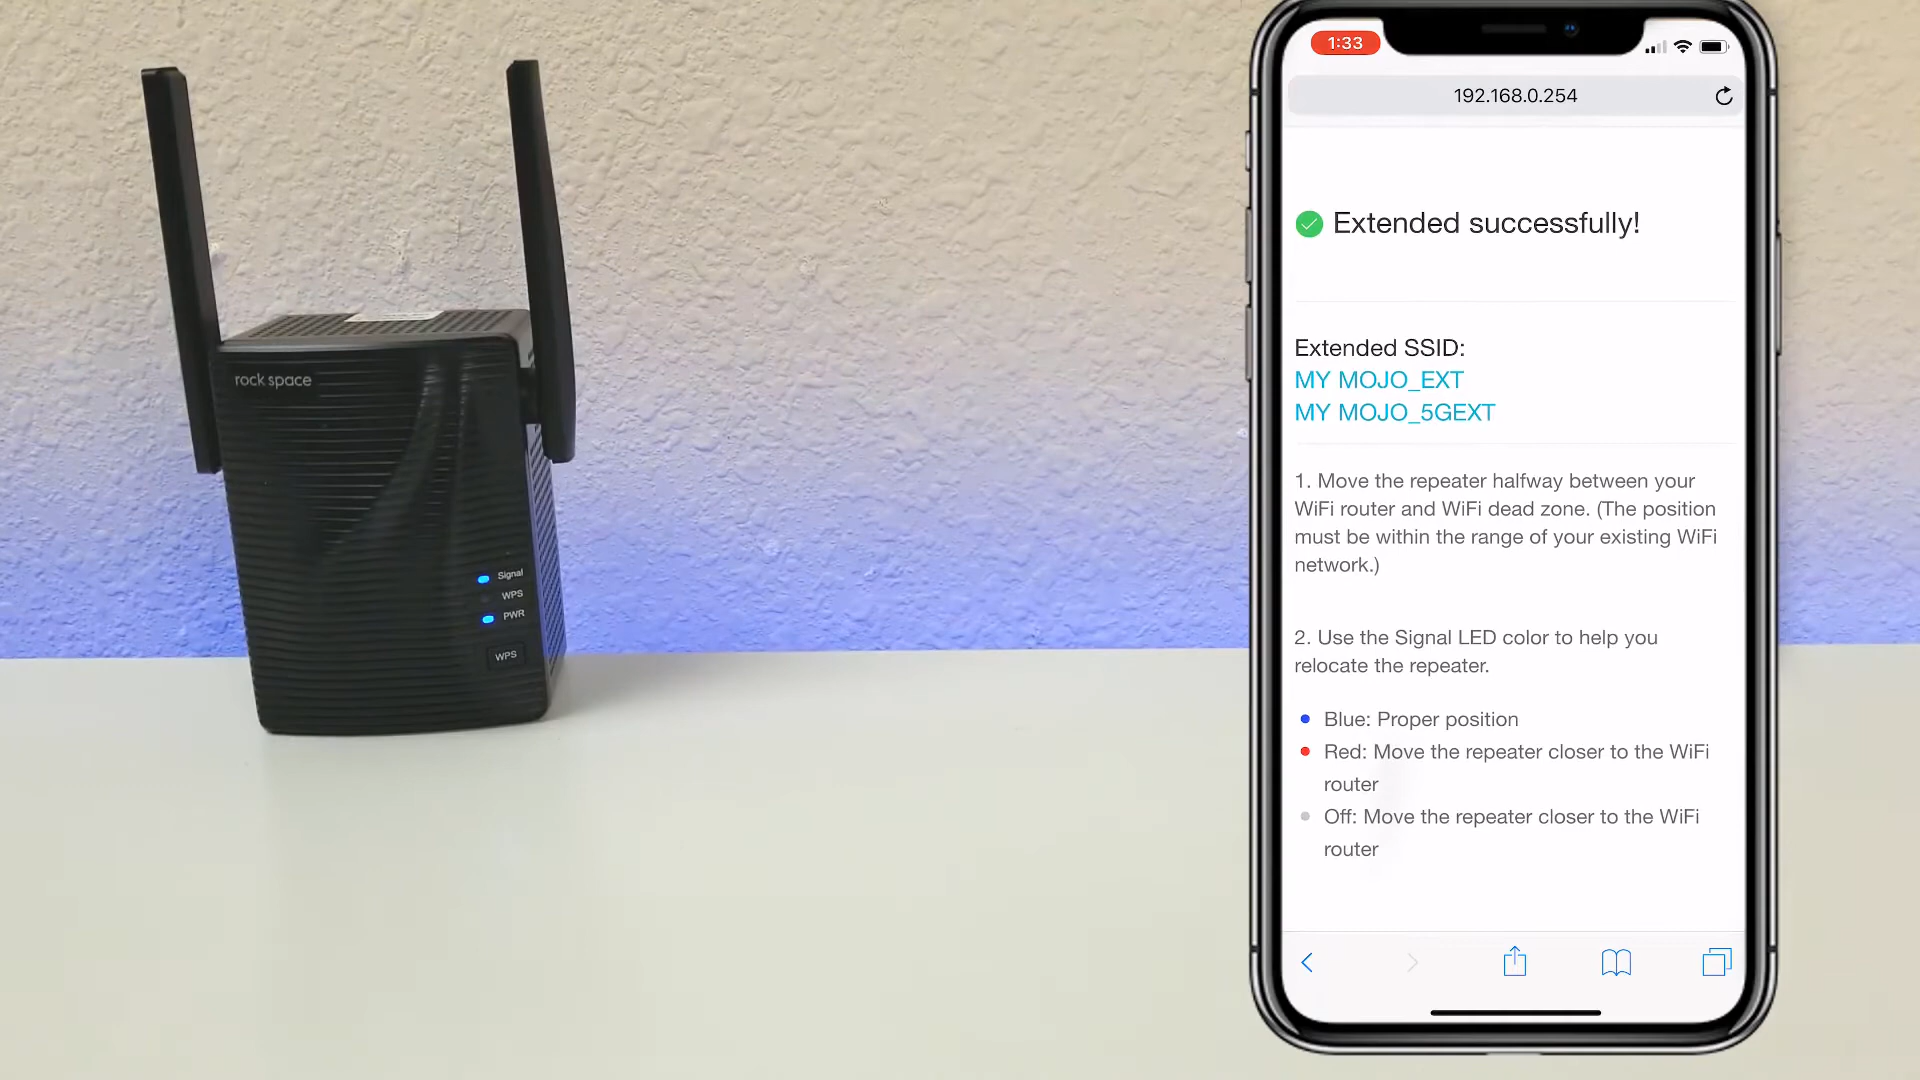 rock space
Signal
WPS
PWR
WPS
1:33
192.168.0.254
Extended successfully!
Extended SSID:
MY MOJO_EXT
MY MOJO_5GEXT
1. Move the repeater halfway between your
WiFi router and WiFi dead zone. (The position
must be within the range of your existing WiFi
network.)
2. Use the Signal LED color to help you
relocate the repeater.
Blue: Proper position
Red: Move the repeater closer to the WiFi
router
Off: Move the repeater closer to the WiFi
router